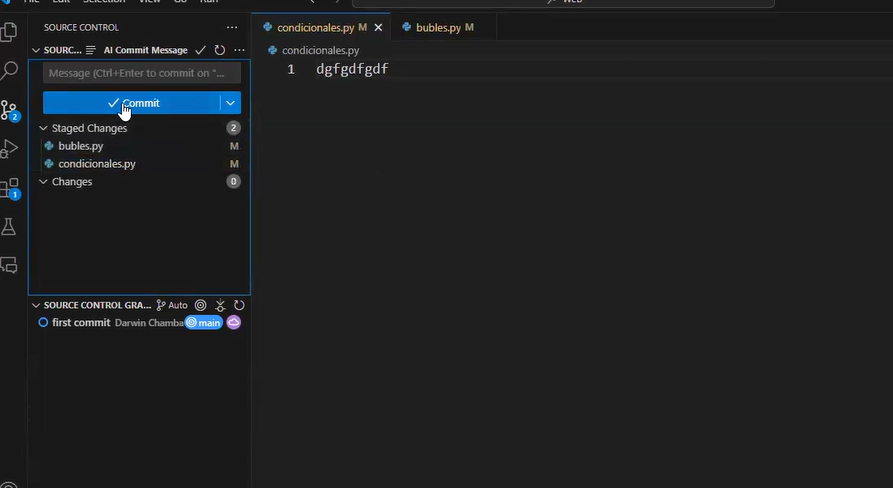 File Edit Selection View Go Run
Web
SOURCE CONTROL ...
condicionales.py M
bubles.py M
SOURC... AI Commit Message ...
condicionales.py
Message (Ctrl+Enter to commit on "...
1 dgfgdfgdf
Commit
2
Staged Changes 2
bubles.py M
condicionales.py M
Changes 0
1
SOURCE CONTROL GRA... Auto
first commit Darwin Chamba main